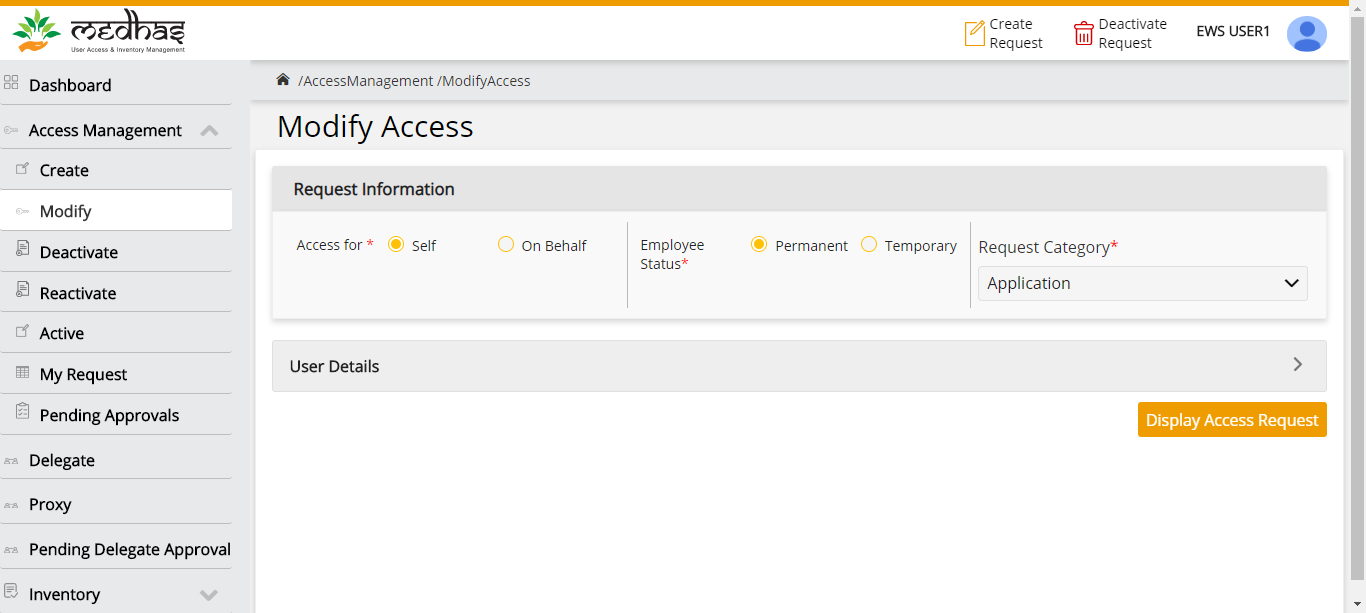 medhas
User Access & Inventory Management
Create
Request
Deactivate
Request
EWS USER1
/AccessManagement /ModifyAccess
Dashboard
Access Management
Create
Modify
Deactivate
Reactivate
Active
My Request
Pending Approvals
Delegate
Proxy
Pending Delegate Approval
Inventory
Modify Access
Request Information
Access for * Self On Behalf
Employee
Status*
Permanent Temporary
Request Category*
Application
User Details
Display Access Request